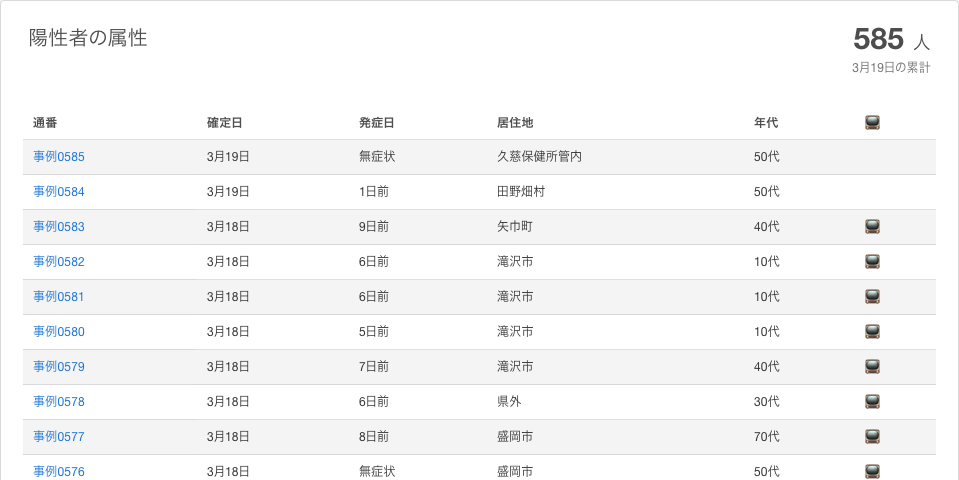 陽性者の属性
585 人
3月19日の累計
通番 確定日 発症日 居住地 年代
事例0585 3月19日 無症状 久慈保健所管内 50代
事例0584 3月19日 1日前 田野畑村 50代
事例0583 3月18日 9日前 矢巾町 40代
事例0582 3月18日 6日前 滝沢市 10代
事例0581 3月18日 6日前 滝沢市 10代
事例0580 3月18日 5日前 滝沢市 10代
事例0579 3月18日 7日前 滝沢市 40代
事例0578 3月18日 6日前 県外 30代
事例0577 3月18日 8日前 盛岡市 70代
事例0576 3月18日 無症状 盛岡市 50代